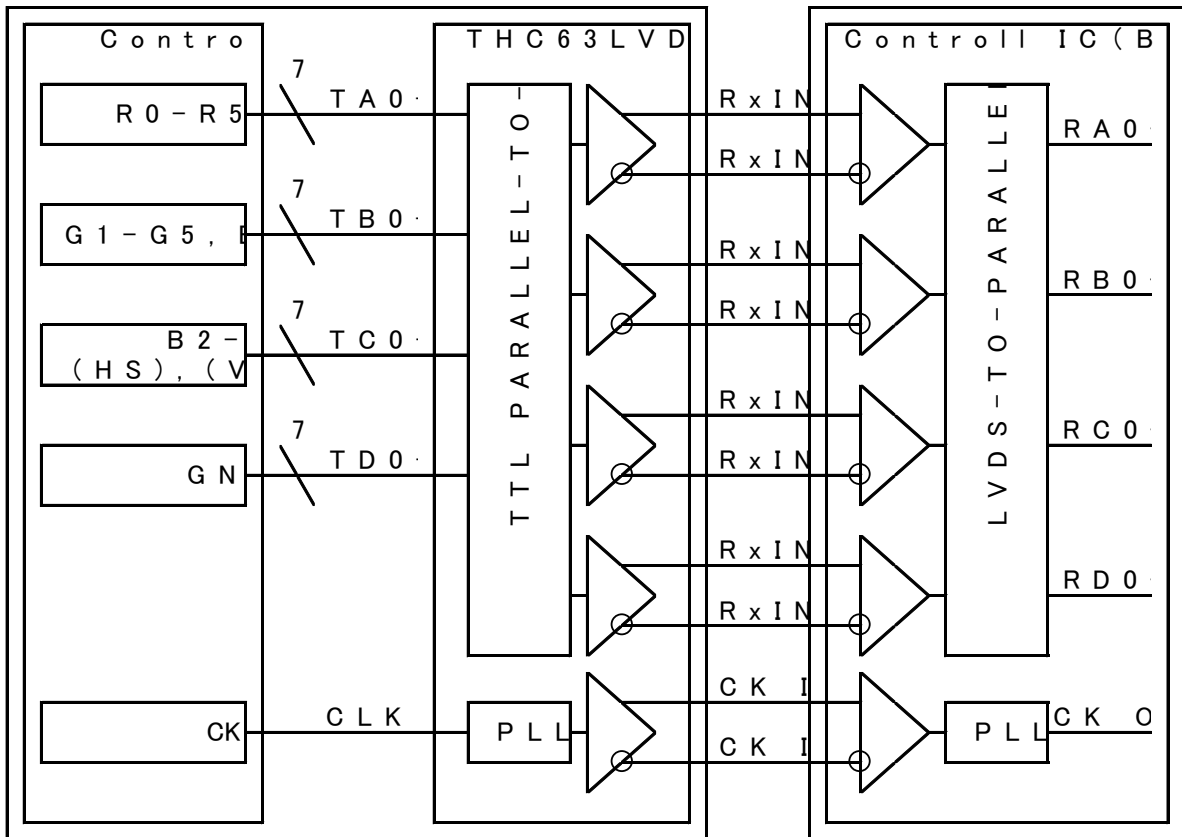 Contro
THC63LVD
Controll IC(B
7
TA0-
R0-R5
RxIN
RxIN
RA0-
7
TB0-
G1-G5,
RxIN
RxIN
RB0-
7
TC0-
B2-
(HS),(V
RxIN
RxIN
RC0-
7
TD0-
GN
RxIN
RxIN
RD0-
TTL PARALLEL-TO-
LVDS-TO-PARALLE
CK
CLK
PLL
CK I
CK I
PLL
CK O